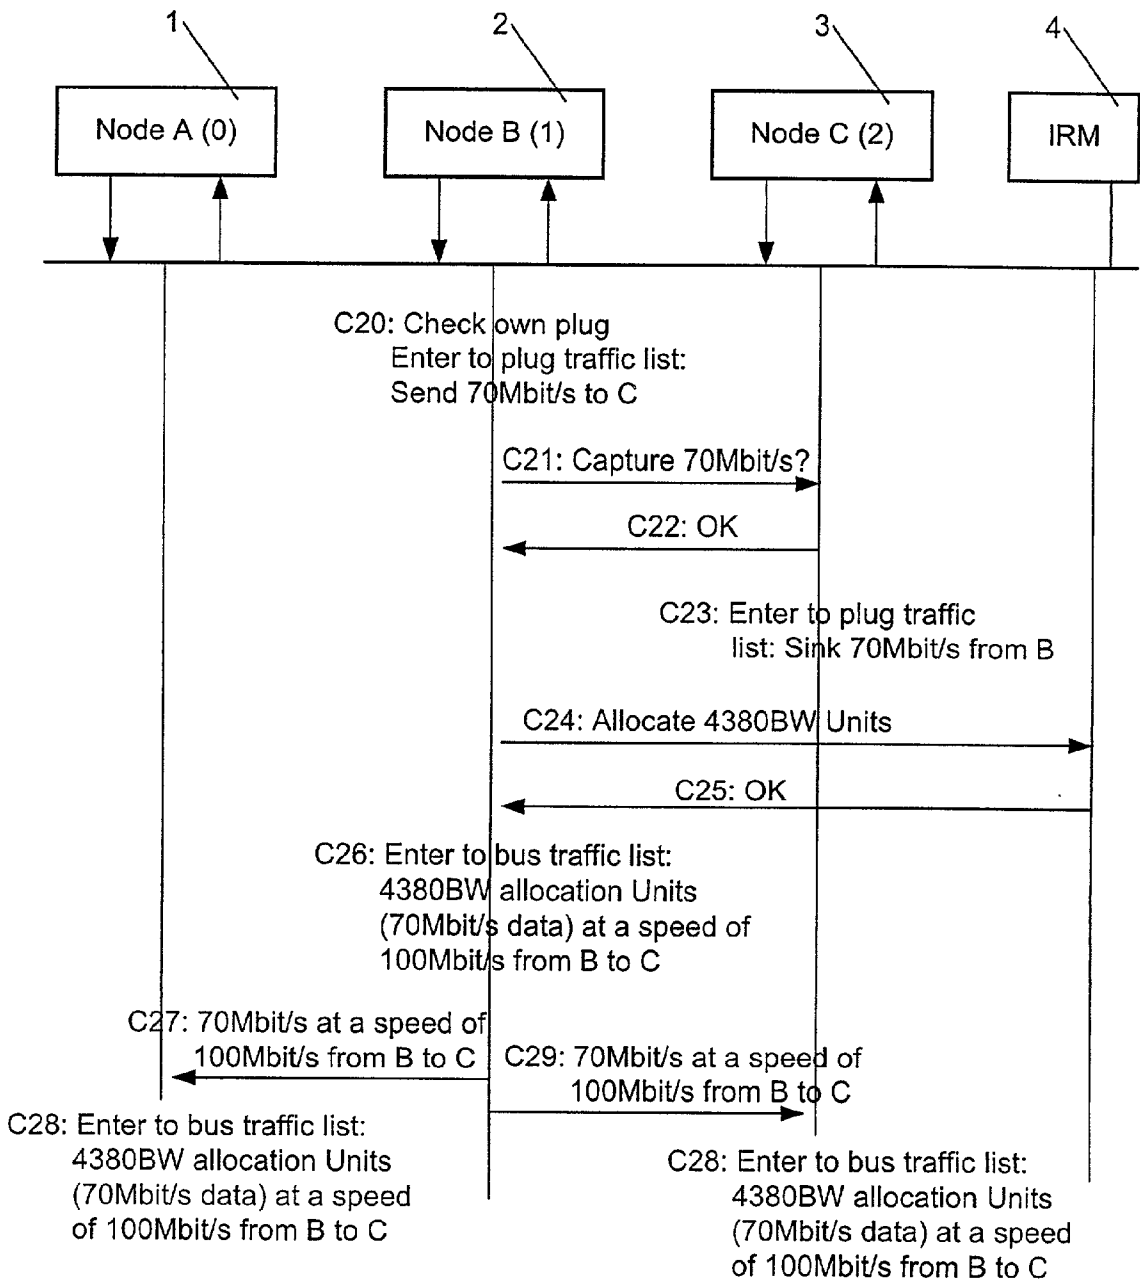 1
2
3
4
Node A (0)
Node B (1)
Node C (2)
IRM
C20: Check own plug
Enter to plug traffic list:
Send 70Mbit/s to C
C21: Capture 70Mbit/s?
C22: OK
C23: Enter to plug traffic
list: Sink 70Mbit/s from B
C24: Allocate 4380BW Units
C25: OK
C26: Enter to bus traffic list:
4380BW allocation Units
(70Mbit/s data) at a speed of
100Mbit/s from B to C
C27: 70Mbit/s at a speed of
100Mbit/s from B to C
C29: 70Mbit/s at a speed of
100Mbit/s from B to C
C28: Enter to bus traffic list:
4380BW allocation Units
(70Mbit/s data) at a speed
of 100Mbit/s from B to C
C28: Enter to bus traffic list:
4380BW allocation Units
(70Mbit/s data) at a speed
of 100Mbit/s from B to C